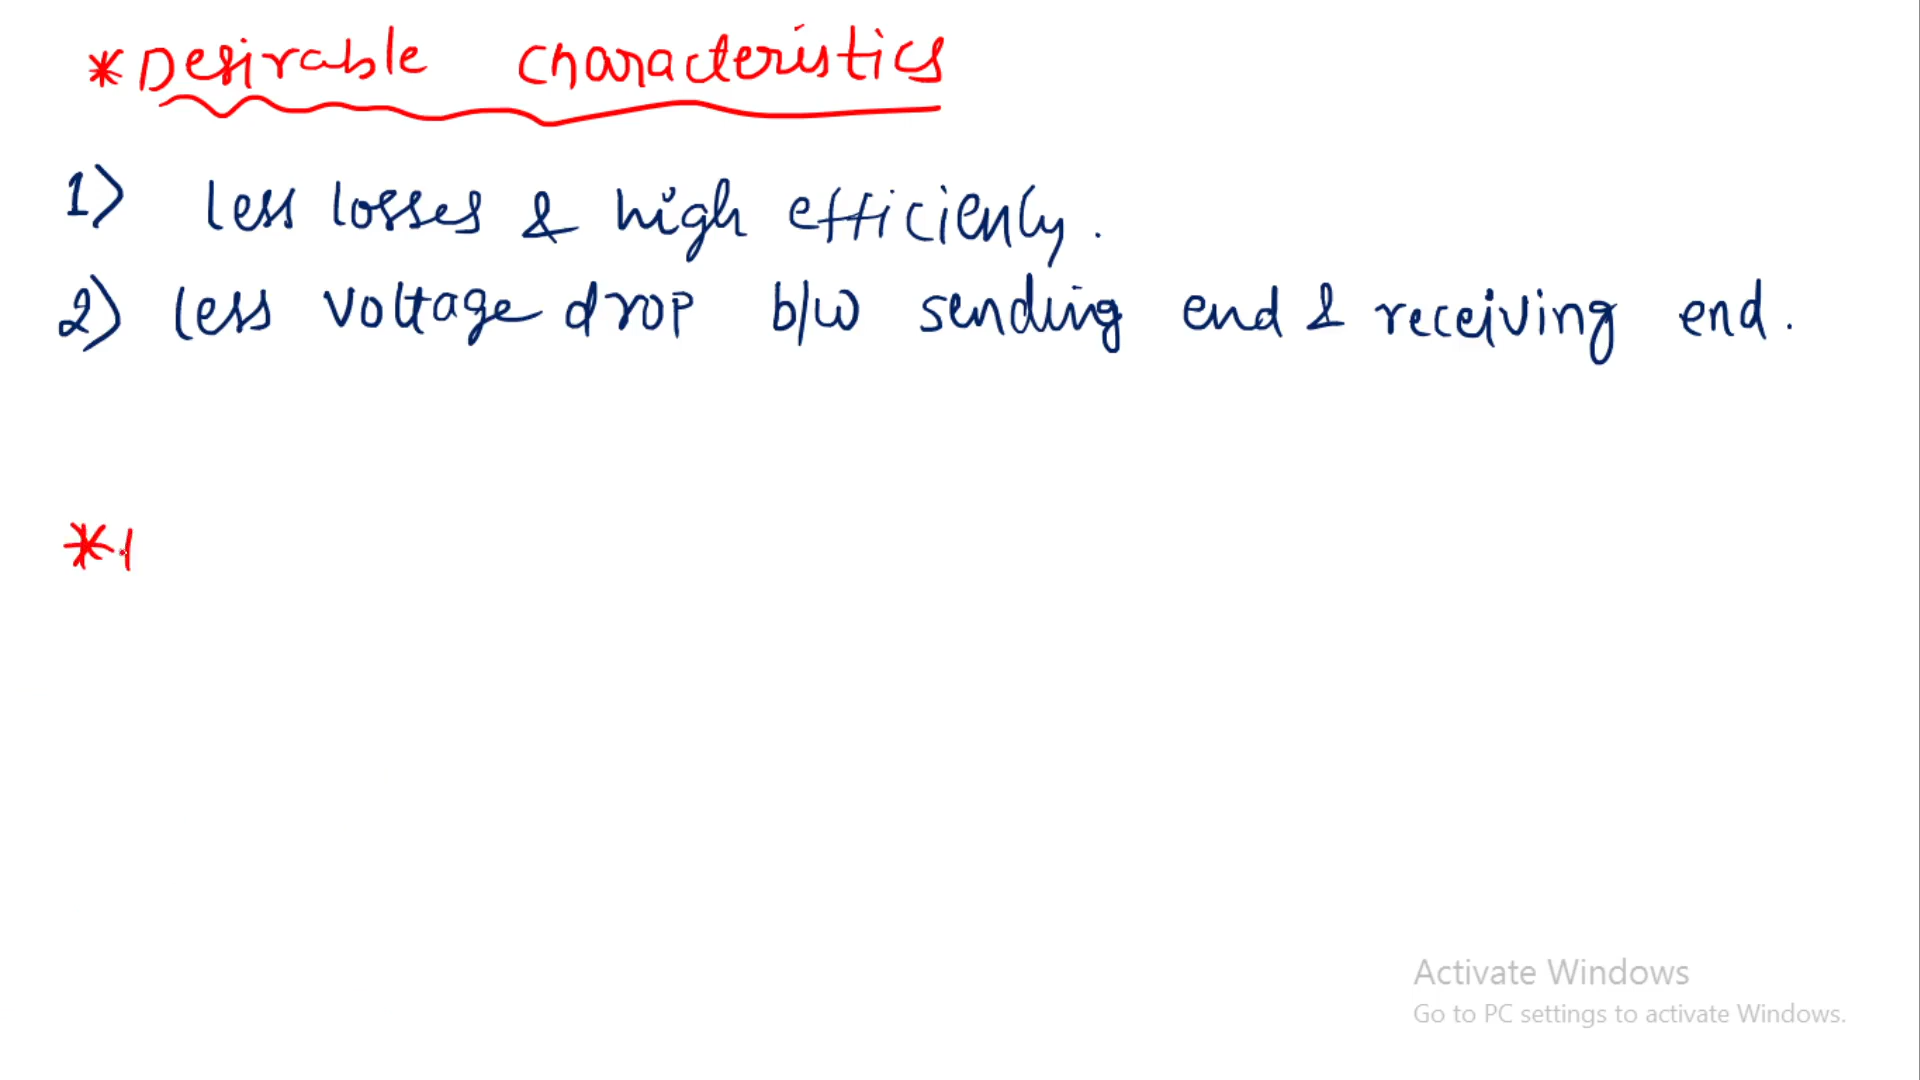 *Desirable characteristics
1) less losses & high efficiency.
2) less voltage drop b/w sending end & receiving end.
*
Activate Windows
Go to PC settings to activate Windows.